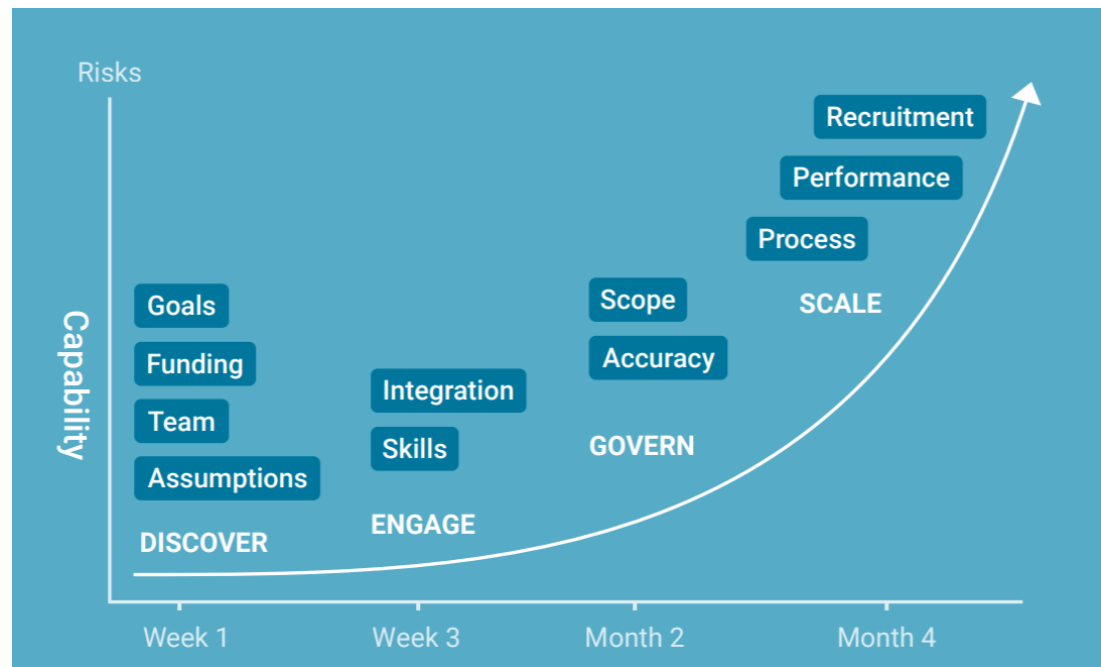 Risks
Capability
Goals
Funding
Team
Assumptions
DISCOVER
Integration
Skills
ENGAGE
Scope
Accuracy
GOVERN
Recruitment
Performance
Process
SCALE
Week 1
Week 3
Month 2
Month 4